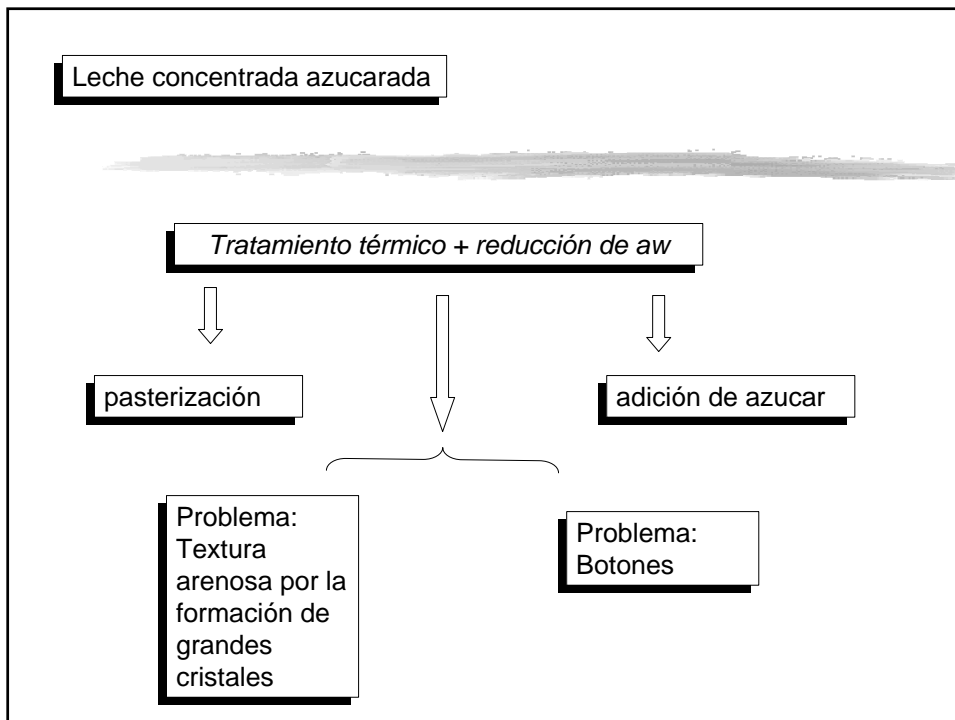 Leche concentrada azucarada
Tratamiento térmico + reducción de aw
pasterización
adición de azucar
Problema:
Textura
arenosa por la
formación de
grandes
cristales
Problema:
Botones